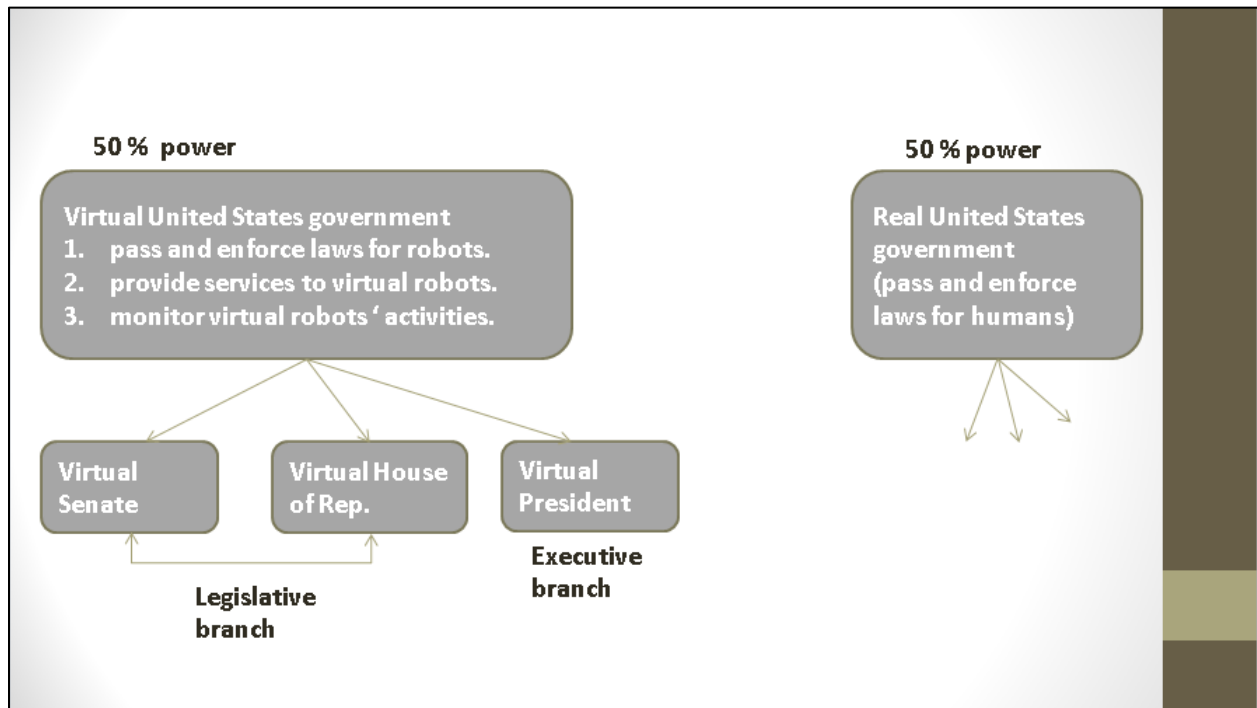 50 % power
Virtual United States government
1. pass and enforce laws for robots.
2. provide services to virtual robots.
3. monitor virtual robots ‘ activities.
50 % power
Real United States
government
(pass and enforce
laws for humans)
Virtual
Senate
Virtual House
of Rep.
Virtual
President
Legislative
branch
Executive
branch